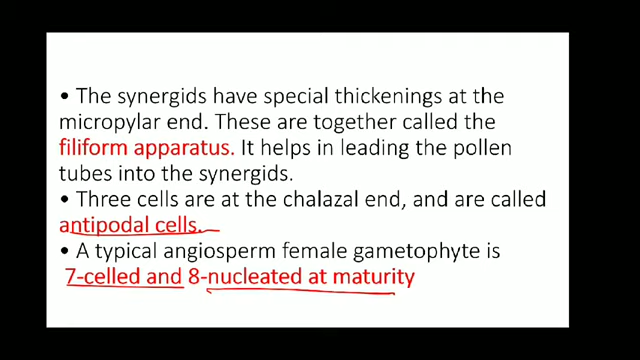 • The synergids have special thickenings at the
micropylar end. These are together called the
filiform apparatus. It helps in leading the pollen
tubes into the synergids.
• Three cells are at the chalazal end, and are called
antipodal cells.
• A typical angiosperm female gametophyte is
7-celled and 8-nucleated at maturity